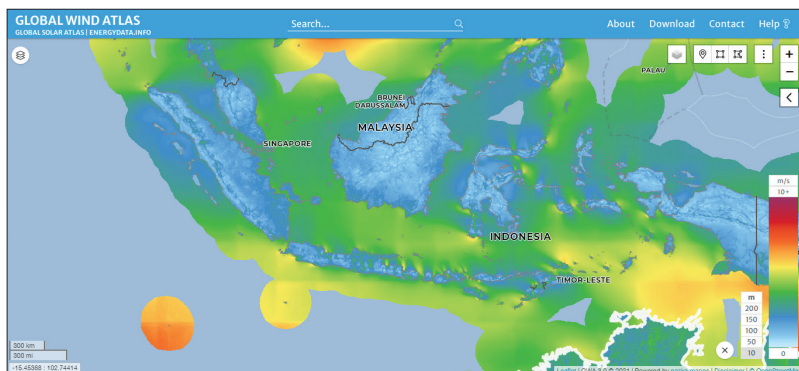 GLOBAL WIND ATLAS
GLOBAL SOLAR ATLAS | ENERGYDATA.INFO
Search...
About Download Contact Help
PALAU
BRUNEI
DARUSSALAM
MALAYSIA
SINGAPORE
INDONESIA
TIMOR-LESTE
m/s
10+
0
m
200
150
100
50
10
300 km
300 mi
-15.45368 : 102.74414